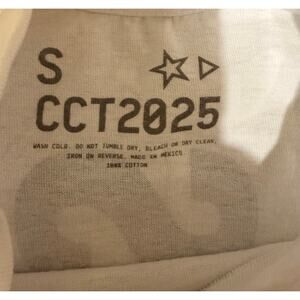 S
CCT2025
WASH COLD. DO NOT TUMBLE DRY, BLEACH OR DRY CLEAN,
IRON ON REVERSE. MADE IN MEXICO.
100% COTTON